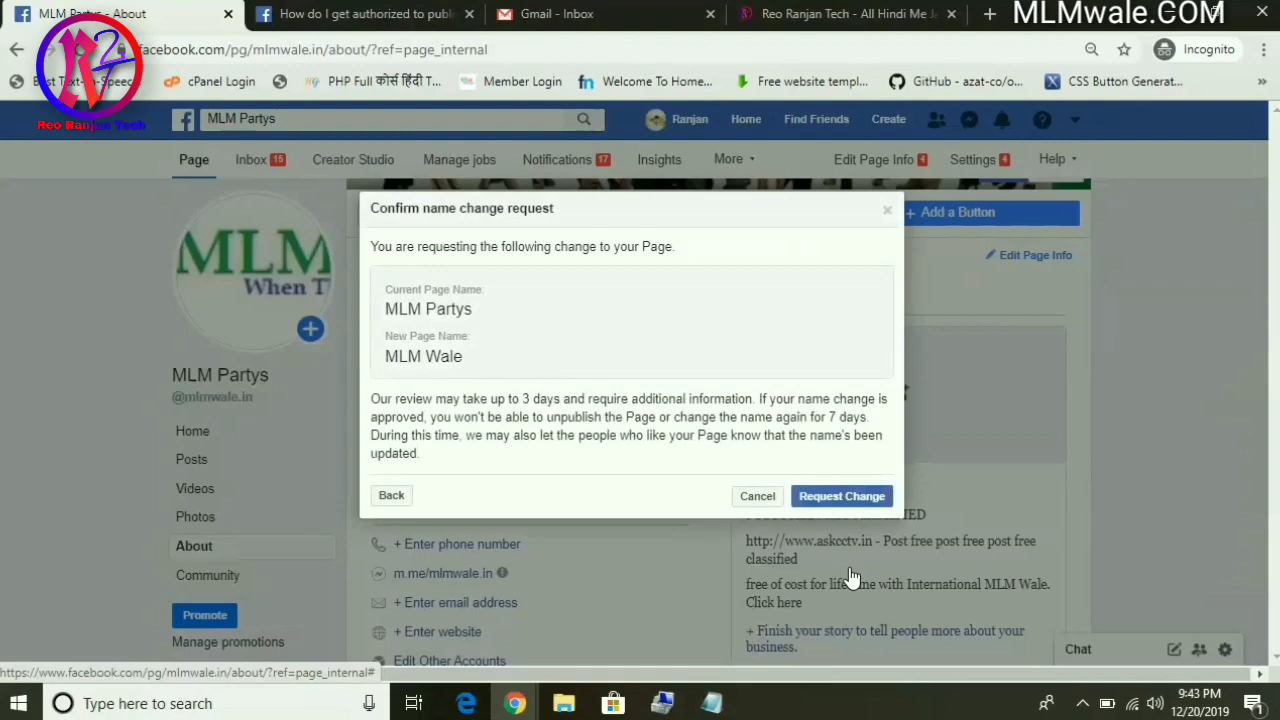 MLM Partys - About
How do I get authorized to publ
Gmail - Inbox
Reo Ranjan Tech - All Hindi Me J
MLMwale.COM
facebook.com/pg/mlmwale.in/about/?ref=page_internal
Incognito
Best Text-to-Speech
cPanel Login
PHP Full कोर्स हिंदी T...
Member Login
Welcome To Home...
Free website templ...
GitHub - azat-co/o...
CSS Button Generat...
»
Reo Ranjan Tech
MLM Partys
Ranjan
Home
Find Friends
Create
Page
Inbox 15
Creator Studio
Manage jobs
Notifications 17
Insights
More
Edit Page Info 4
Settings 4
Help
MLM
When T
MLM Partys
@mlmwale.in
Home
Posts
Videos
Photos
About
Community
Promote
Manage promotions
+ Add a Button
Edit Page Info
Confirm name change request
You are requesting the following change to your Page.
Current Page Name:
MLM Partys
New Page Name:
MLM Wale
Our review may take up to 3 days and require additional information. If your name change is
approved, you won't be able to unpublish the Page or change the name again for 7 days.
During this time, we may also let the people who like your Page know that the name's been
updated.
Back
Cancel
Request Change
+ Enter phone number
m.me/mlmwale.in
+ Enter email address
+ Enter website
Edit Other Accounts
http://www.askcctv.in - Post free post free post free
classified
free of cost for life time with International MLM Wale.
Click here
+ Finish your story to tell people more about your
business.
Chat
https://www.facebook.com/pg/mlmwale.in/about/?ref=page_internal#
Type here to search
9:43 PM
12/20/2019
1